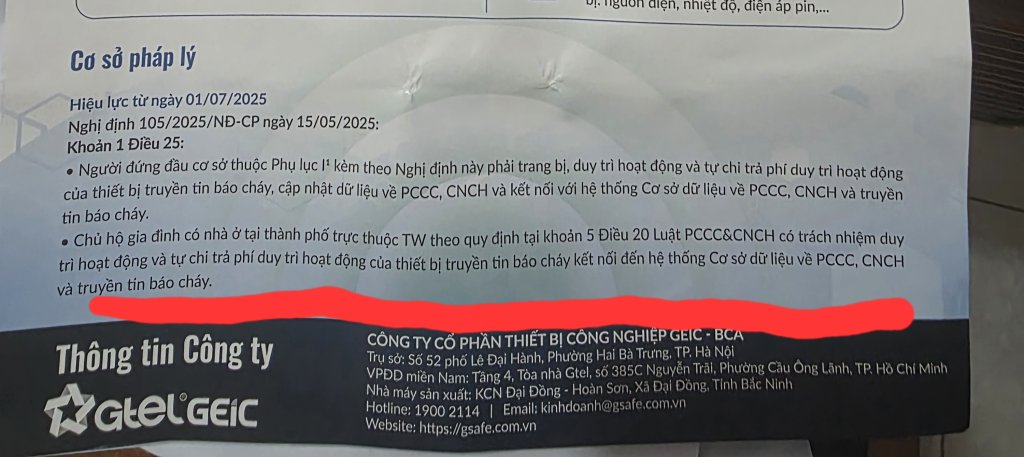 bị: nguồn điện, nhiệt độ, điện áp pin,...
Cơ sở pháp lý
Hiệu lực từ ngày 01/07/2025
Nghị định 105/2025/NĐ-CP ngày 15/05/2025:
Khoản 1 Điều 25:
• Người đứng đầu cơ sở thuộc Phụ lục I¹ kèm theo Nghị định này phải trang bị, duy trì hoạt động và tự chi trả phí duy trì hoạt động
của thiết bị truyền tin báo cháy, cập nhật dữ liệu về PCCC, CNCH và kết nối với hệ thống Cơ sở dữ liệu về PCCC, CNCH và truyền
tin báo cháy.
• Chủ hộ gia đình có nhà ở tại thành phố trực thuộc TW theo quy định tại khoản 5 Điều 20 Luật PCCC&CNCH có trách nhiệm duy
trì hoạt động và tự chi trả phí duy trì hoạt động của thiết bị truyền tin báo cháy kết nối đến hệ thống Cơ sở dữ liệu về PCCC, CNCH
và truyền tin báo cháy.
Thông tin Công ty
Gtel GEIC
CÔNG TY CỔ PHẦN THIẾT BỊ CÔNG NGHIỆP GEIC - BCA
Trụ sở: Số 52 phố Lê Đại Hành, Phường Hai Bà Trưng, TP. Hà Nội
VPĐD miền Nam: Tầng 4, Tòa nhà Gtel, số 385C Nguyễn Trãi, Phường Cầu Ông Lãnh, TP. Hồ Chí Minh
Nhà máy sản xuất: KCN Đại Đồng - Hoàn Sơn, Xã Đại Đồng, Tỉnh Bắc Ninh
Hotline: 1900 2114 | Email: kinhdoanh@gsafe.com.vn
Website: https://gsafe.com.vn